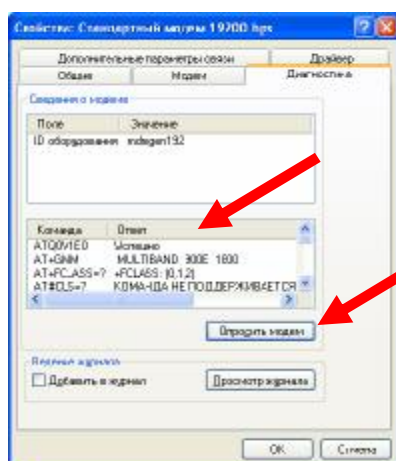 Свойства: Стандартный модем 19200 bps
Дополнительные параметры связи
Драйвер
Общие
Модем
Диагностика
Сведения о модеме
Поле
Значение
ID оборудования
mdmgen192
Команда
Ответ
ATQ0V1E0
Успешно
AT+GMM
MULTIBAND 900E 1800
AT+FCLASS=?
+FCLASS: (0,1,2)
AT#CLS=?
КОМАНДА НЕ ПОДДЕРЖИВАЕТСЯ
Опросить модем
Ведение журнала
Добавить в журнал
Просмотр журнала
OK
Отмена